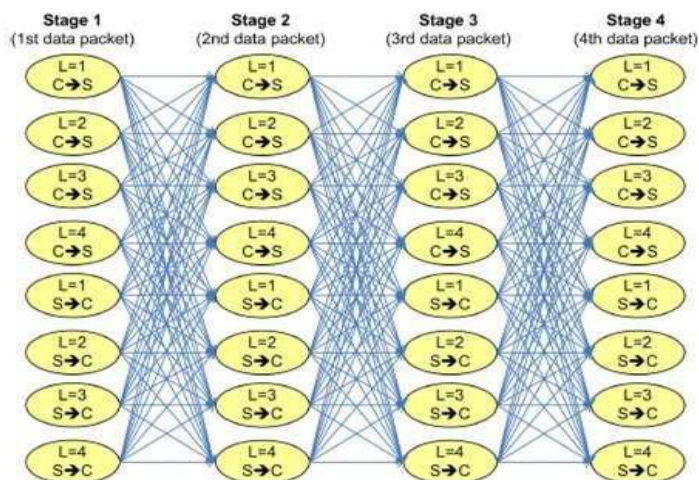 Stage 1
(1st data packet)
Stage 2
(2nd data packet)
Stage 3
(3rd data packet)
Stage 4
(4th data packet)
L=1
C➔S
L=1
C➔S
L=1
C➔S
L=1
C➔S
L=2
C➔S
L=2
C➔S
L=2
C➔S
L=2
C➔S
L=3
C➔S
L=3
C➔S
L=3
C➔S
L=3
C➔S
L=4
C➔S
L=4
C➔S
L=4
C➔S
L=4
C➔S
L=1
S➔C
L=1
S➔C
L=1
S➔C
L=1
S➔C
L=2
S➔C
L=2
S➔C
L=2
S➔C
L=2
S➔C
L=3
S➔C
L=3
S➔C
L=3
S➔C
L=3
S➔C
L=4
S➔C
L=4
S➔C
L=4
S➔C
L=4
S➔C